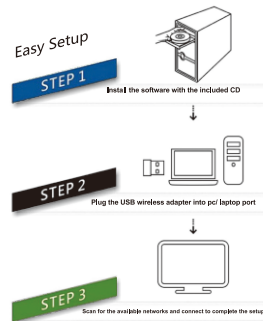 Easy Setup
STEP 1
Install the software with the included CD
STEP 2
Plug the USB wireless adapter into pc/ laptop port
STEP 3
Scan for the available networks and connect to complete the setup